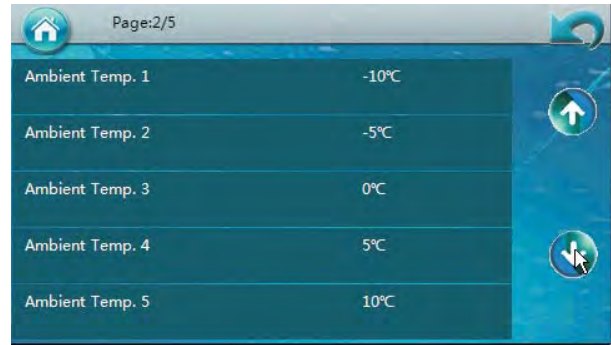 Page:2/5
Ambient Temp. 1 -10℃
Ambient Temp. 2 -5℃
Ambient Temp. 3 0℃
Ambient Temp. 4 5℃
Ambient Temp. 5 10℃